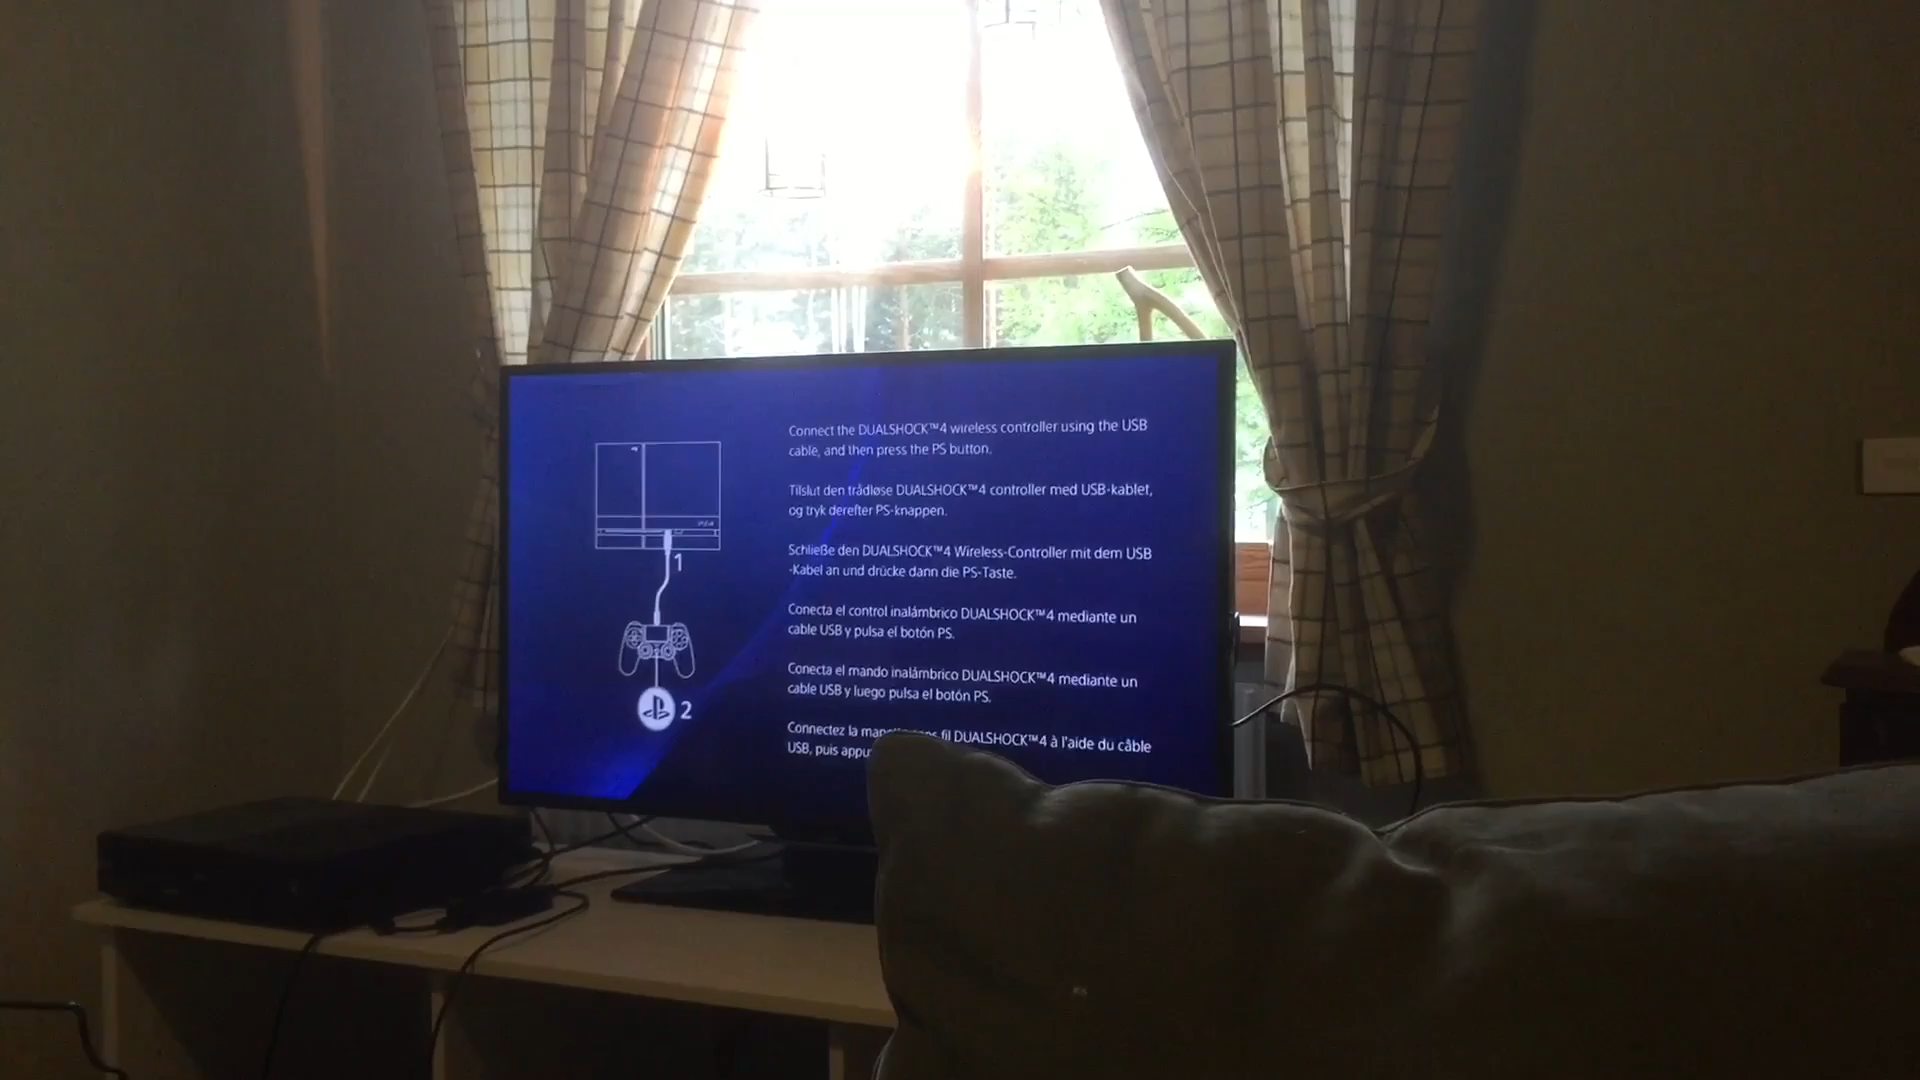 Connect the DUALSHOCK™4 wireless controller using the USB
cable, and then press the PS button.
Tilslut den trådløse DUALSHOCK™4 controller med USB-kablet,
og tryk derefter PS-knappen.
Schließe den DUALSHOCK™4 Wireless-Controller mit dem USB
-Kabel an und drücke dann die PS-Taste.
Conecta el control inalámbrico DUALSHOCK™4 mediante un
cable USB y pulsa el botón PS.
Conecta el mando inalámbrico DUALSHOCK™4 mediante un
cable USB y luego pulsa el botón PS.
Connectez la fil DUALSHOCK™4 à l'aide du câble
USB, puis
PS4
1
2